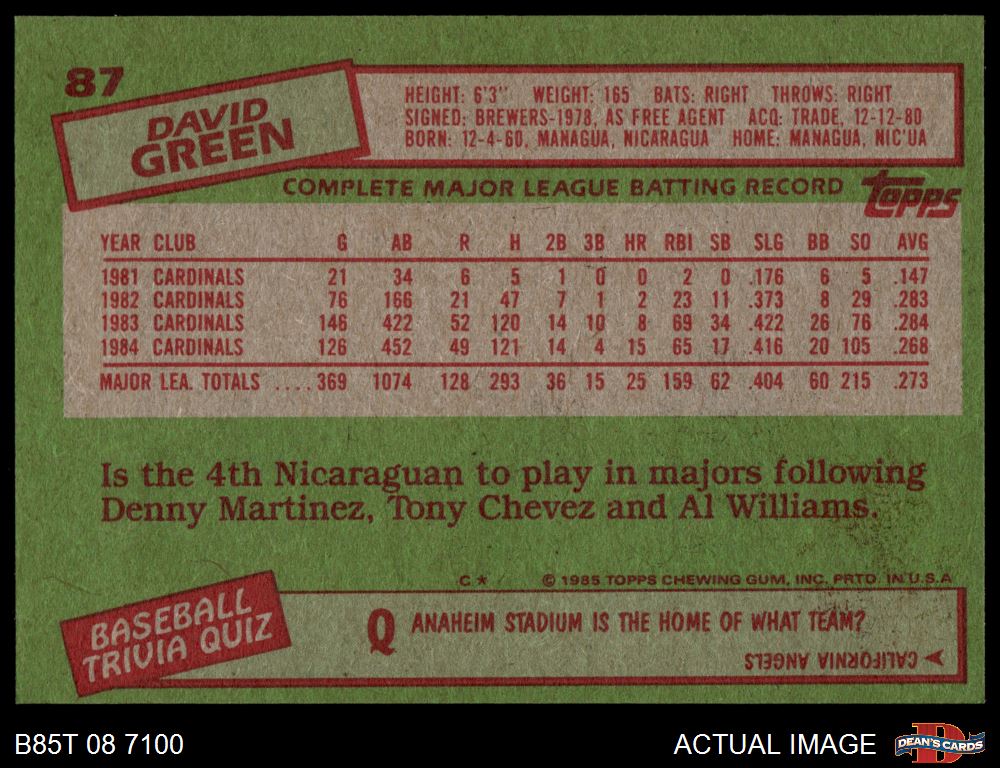 87
DAVID
GREEN
HEIGHT: 6'3" WEIGHT: 165 BATS: RIGHT THROWS: RIGHT
SIGNED: BREWERS-1978, AS FREE AGENT ACQ: TRADE, 12-12-80
BORN: 12-4-60, MANAGUA, NICARAGUA HOME: MANAGUA, NIC'UA
COMPLETE MAJOR LEAGUE BATTING RECORD topps
YEAR CLUB G AB R H 2B 3B HR RBI SB SLG BB SO AVG
1981 CARDINALS 21 34 6 5 1 0 0 2 0 .176 6 5 .147
1982 CARDINALS 76 166 21 47 7 1 2 23 11 .373 8 29 .283
1983 CARDINALS 146 422 52 120 14 10 8 69 34 .422 26 76 .284
1984 CARDINALS 126 452 49 121 14 4 15 65 17 .416 20 105 .268
MAJOR LEA. TOTALS .... 369 1074 128 293 36 15 25 159 62 .404 60 215 .273
Is the 4th Nicaraguan to play in majors following
Denny Martinez, Tony Chevez and Al Williams.
C* © 1985 TOPPS CHEWING GUM, INC. PRTD. IN U.S.A
BASEBALL
TRIVIA QUIZ
Q ANAHEIM STADIUM IS THE HOME OF WHAT TEAM?
CALIFORNIA ANGELS
B85T 08 7100 ACTUAL IMAGE D DEAN'S CARDS